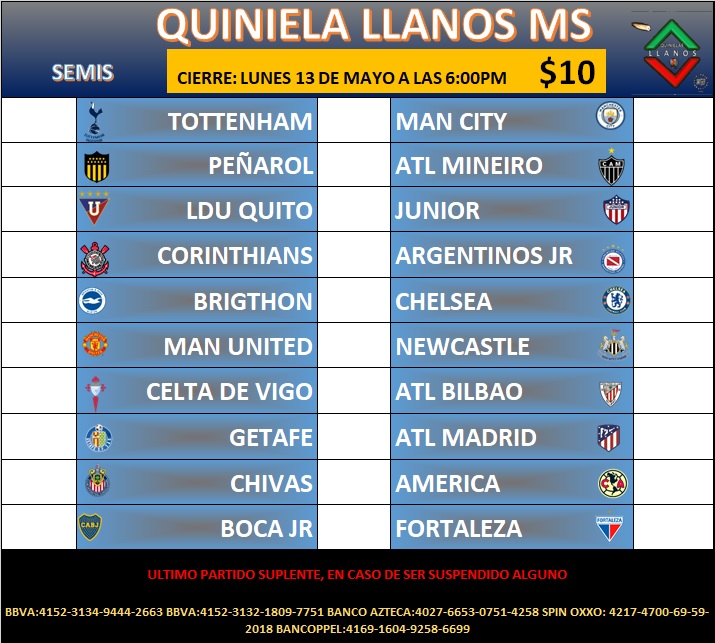 QUINIELA LLANOS MS
SEMIS
CIERRE: LUNES 13 DE MAYO A LAS 6:00PM $10
LLANOS
TOTTENHAM MAN CITY
PEÑAROL ATL MINEIRO
LDU QUITO JUNIOR
CORINTHIANS ARGENTINOS JR
BRIGTHON CHELSEA
MAN UNITED NEWCASTLE
CELTA DE VIGO ATL BILBAO
GETAFE ATL MADRID
CHIVAS AMERICA
BOCA JR FORTALEZA
ULTIMO PARTIDO SUPLENTE, EN CASO DE SER SUSPENDIDO ALGUNO
BBVA:4152-3134-9444-2663 BBVA:4152-3132-1809-7751 BANCO AZTECA:4027-6653-0751-4258 SPIN OXXO: 4217-4700-69-59-
2018 BANCOPPEL:4169-1604-9258-6699